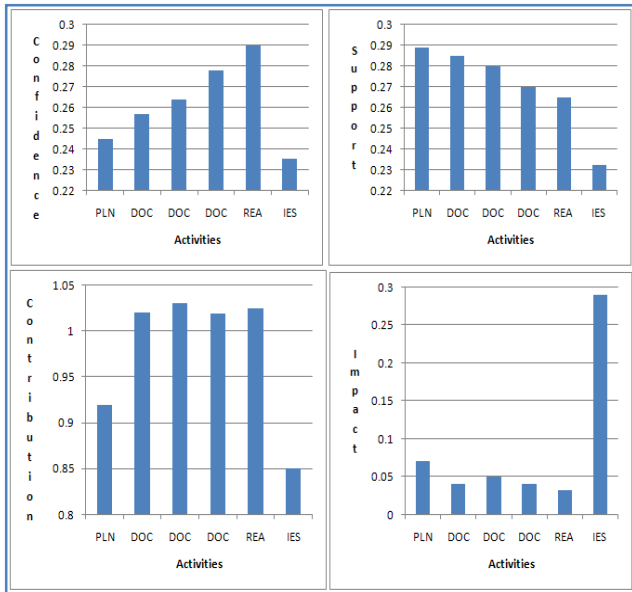 Confidence
0.3
0.29
0.28
0.27
0.26
0.25
0.24
0.23
0.22
PLN DOC DOC DOC REA IES
Activities
Support
0.3
0.29
0.28
0.27
0.26
0.25
0.24
0.23
0.22
PLN DOC DOC DOC REA IES
Activities
Contribution
1.05
1
0.95
0.9
0.85
0.8
PLN DOC DOC DOC REA IES
Activities
Impact
0.3
0.25
0.2
0.15
0.1
0.05
0
PLN DOC DOC DOC REA IES
Activities